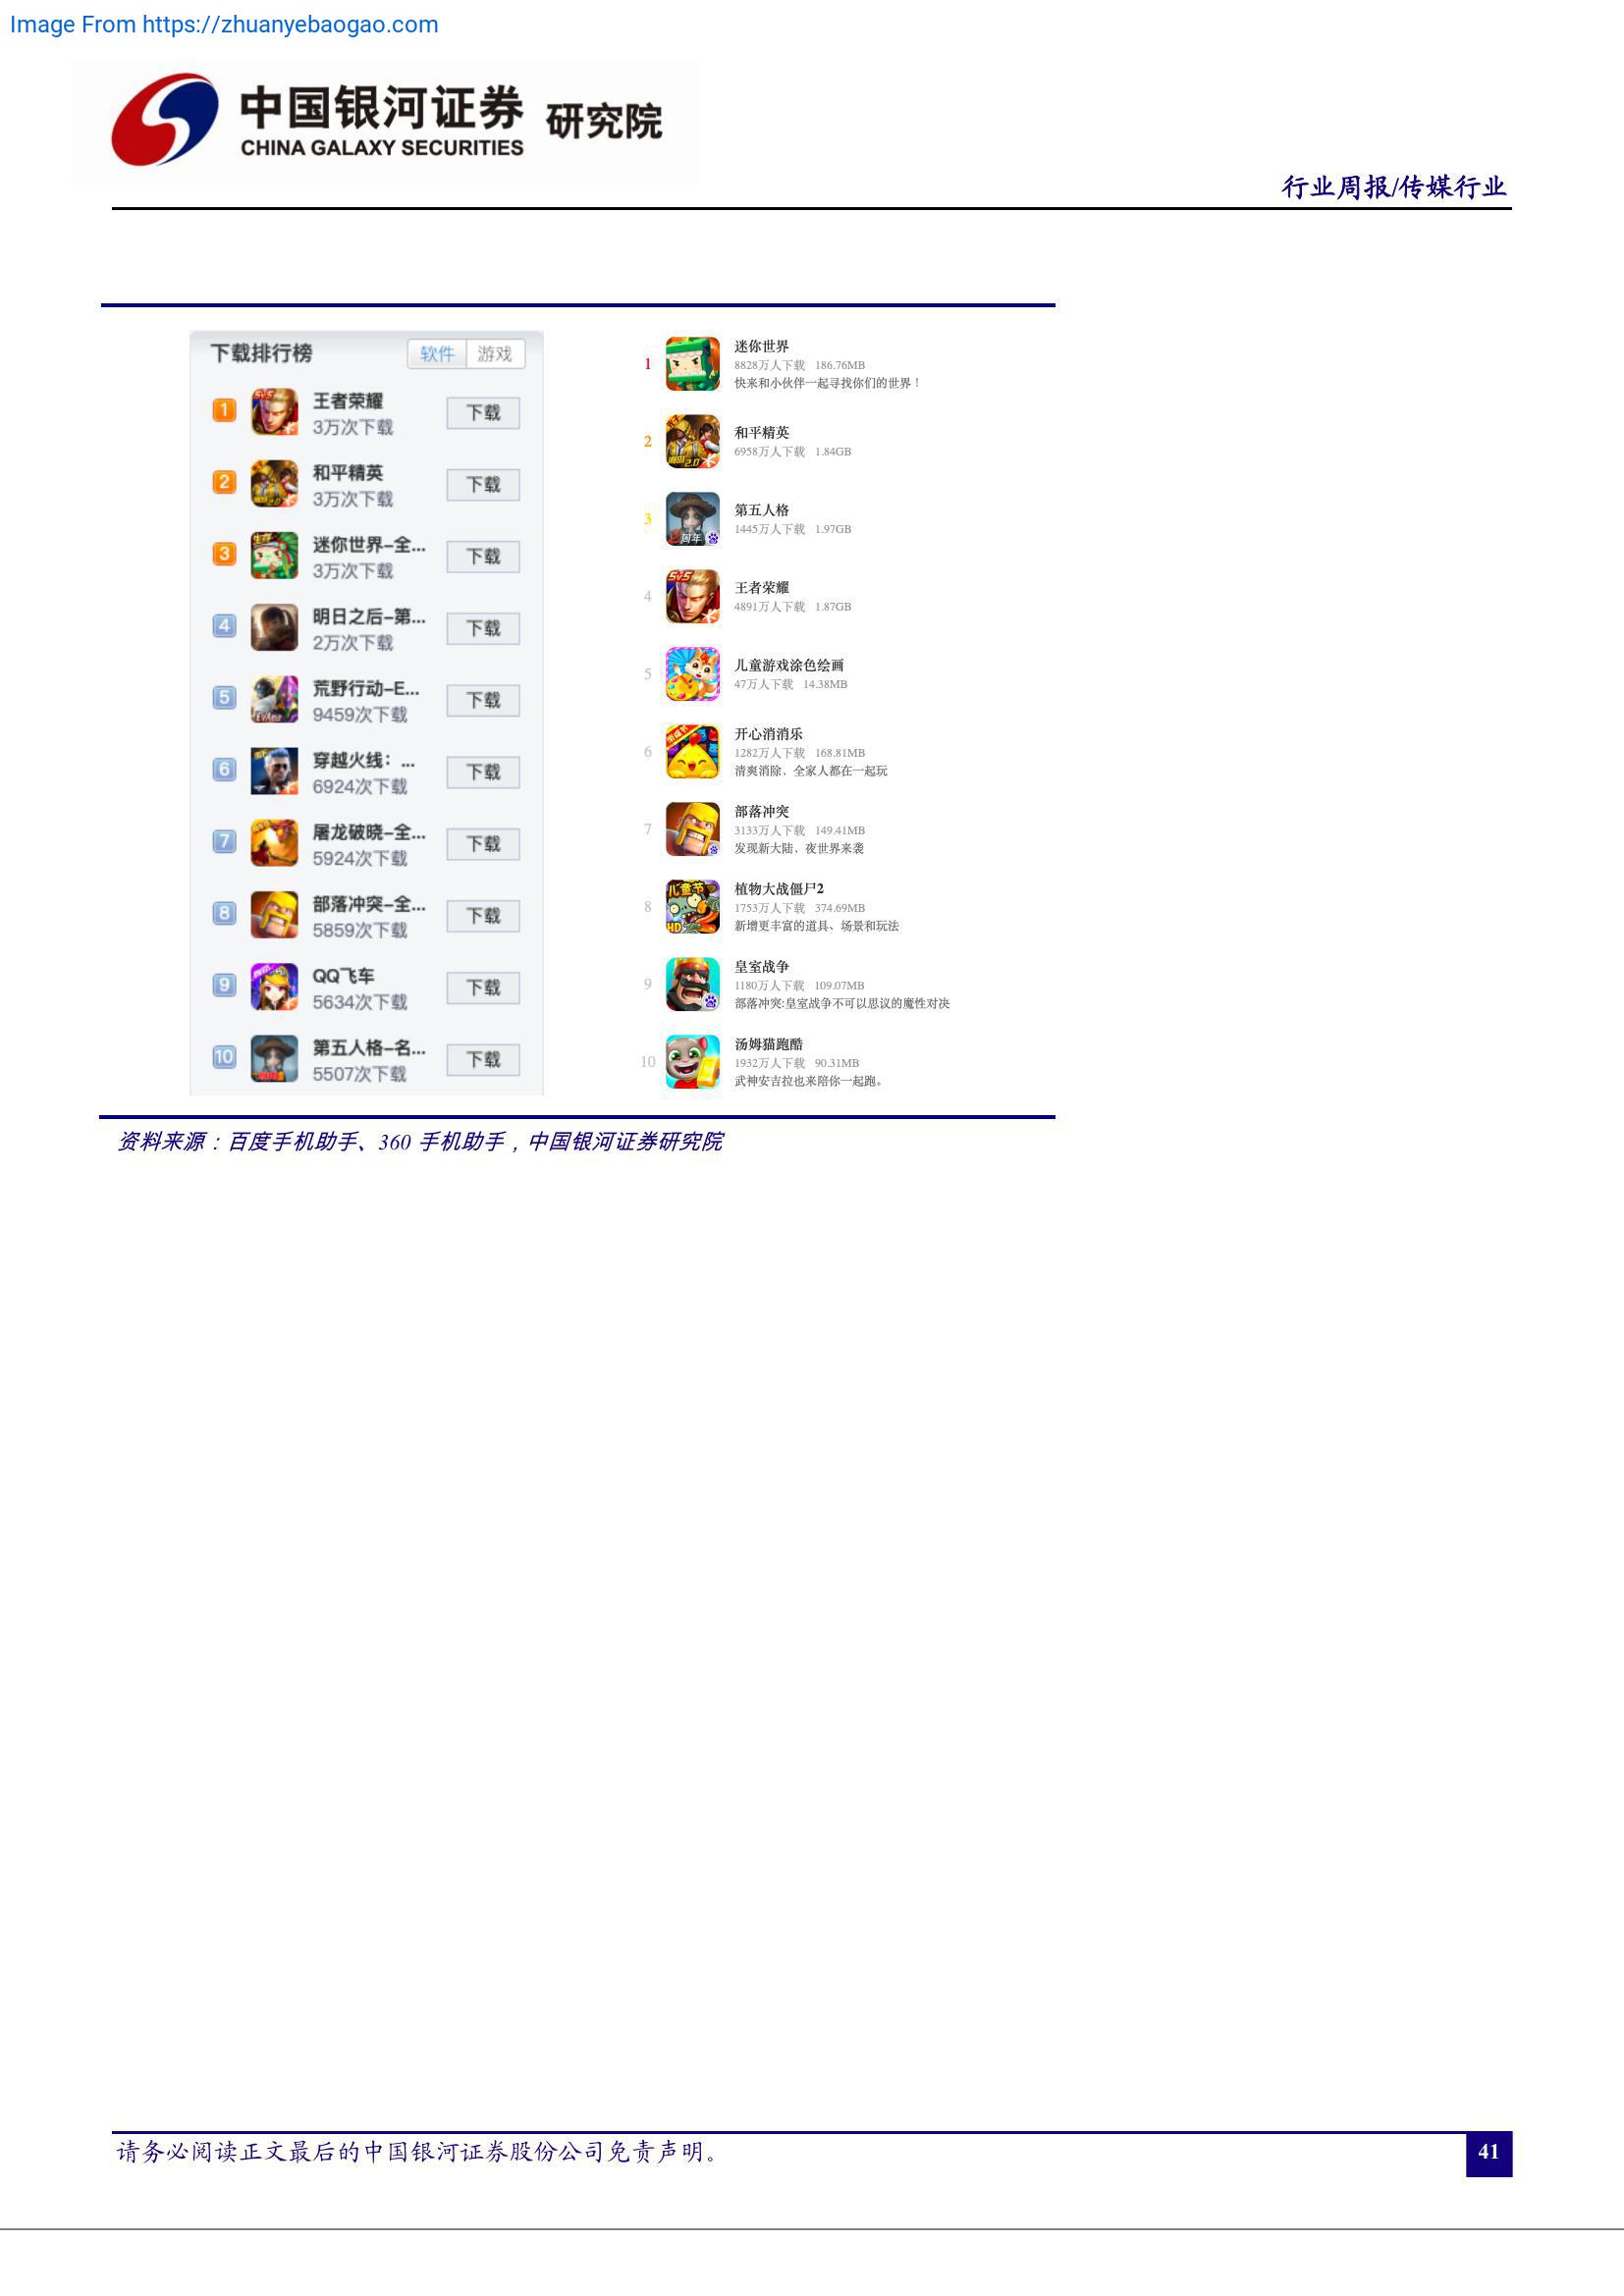 Image From https://zhuanyebaogao.com
中国银河证券 研究院
CHINA GALAXY SECURITIES
行业周报/传媒行业
下载排行榜 软件 游戏
1 王者荣耀 下载
3万次下载
2 和平精英 下载
3万次下载
3 迷你世界-全... 下载
3万次下载
4 明日之后-第... 下载
2万次下载
5 荒野行动-E... 下载
9459次下载
6 穿越火线：... 下载
6924次下载
7 屠龙破晓-全... 下载
5924次下载
8 部落冲突-全... 下载
5859次下载
9 QQ飞车 下载
5634次下载
10 第五人格-名... 下载
5507次下载
1 迷你世界
8828万人下载 186.76MB
快来和小伙伴一起寻找你们的世界！
2 和平精英
6958万人下载 1.84GB
3 第五人格
1445万人下载 1.97GB
4 王者荣耀
4891万人下载 1.87GB
5 儿童游戏涂色绘画
47万人下载 14.38MB
6 开心消消乐
1282万人下载 168.81MB
清爽消除，全家人都在一起玩
7 部落冲突
3133万人下载 149.41MB
发现新大陆，夜世界来袭
8 植物大战僵尸2
1753万人下载 374.69MB
新增更丰富的道具、场景和玩法
9 皇室战争
1180万人下载 109.07MB
部落冲突:皇室战争不可以思议的魔性对决
10 汤姆猫跑酷
1932万人下载 90.31MB
武神安吉拉也来陪你一起跑。
资料来源：百度手机助手、360 手机助手，中国银河证券研究院
请务必阅读正文最后的中国银河证券股份公司免责声明。
41